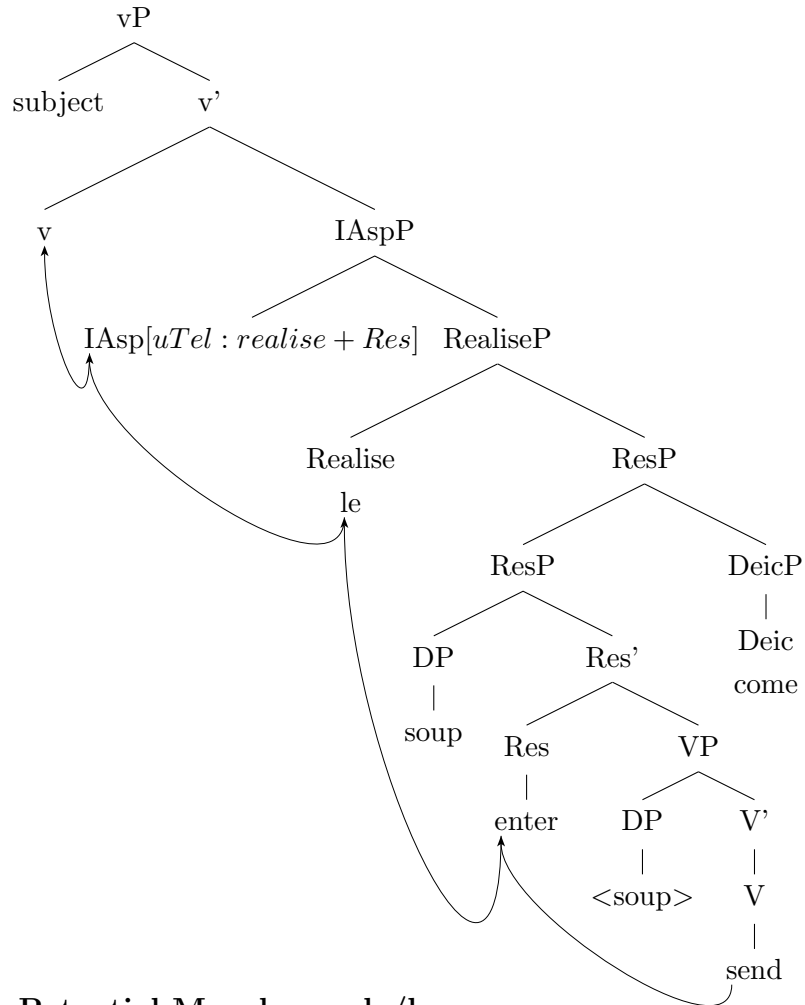 vP
subject v’
v IAspP
IAsp[uTel : realise + Res] RealiseP
Realise ResP
le
ResP DeicP
DP Res’ Deic
come
soup Res VP
enter DP V’
<soup> V
send